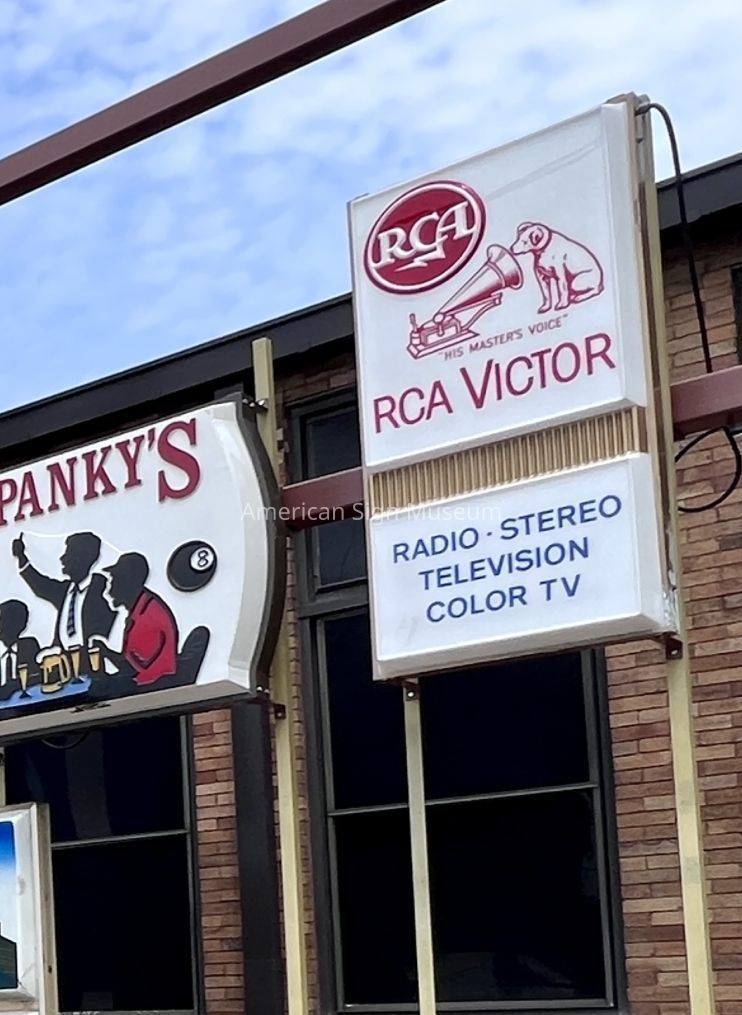 RCA
"HIS MASTER'S VOICE"
RCA VICTOR
PANKY'S
8
American Sign Museum
RADIO · STEREO
TELEVISION
COLOR TV